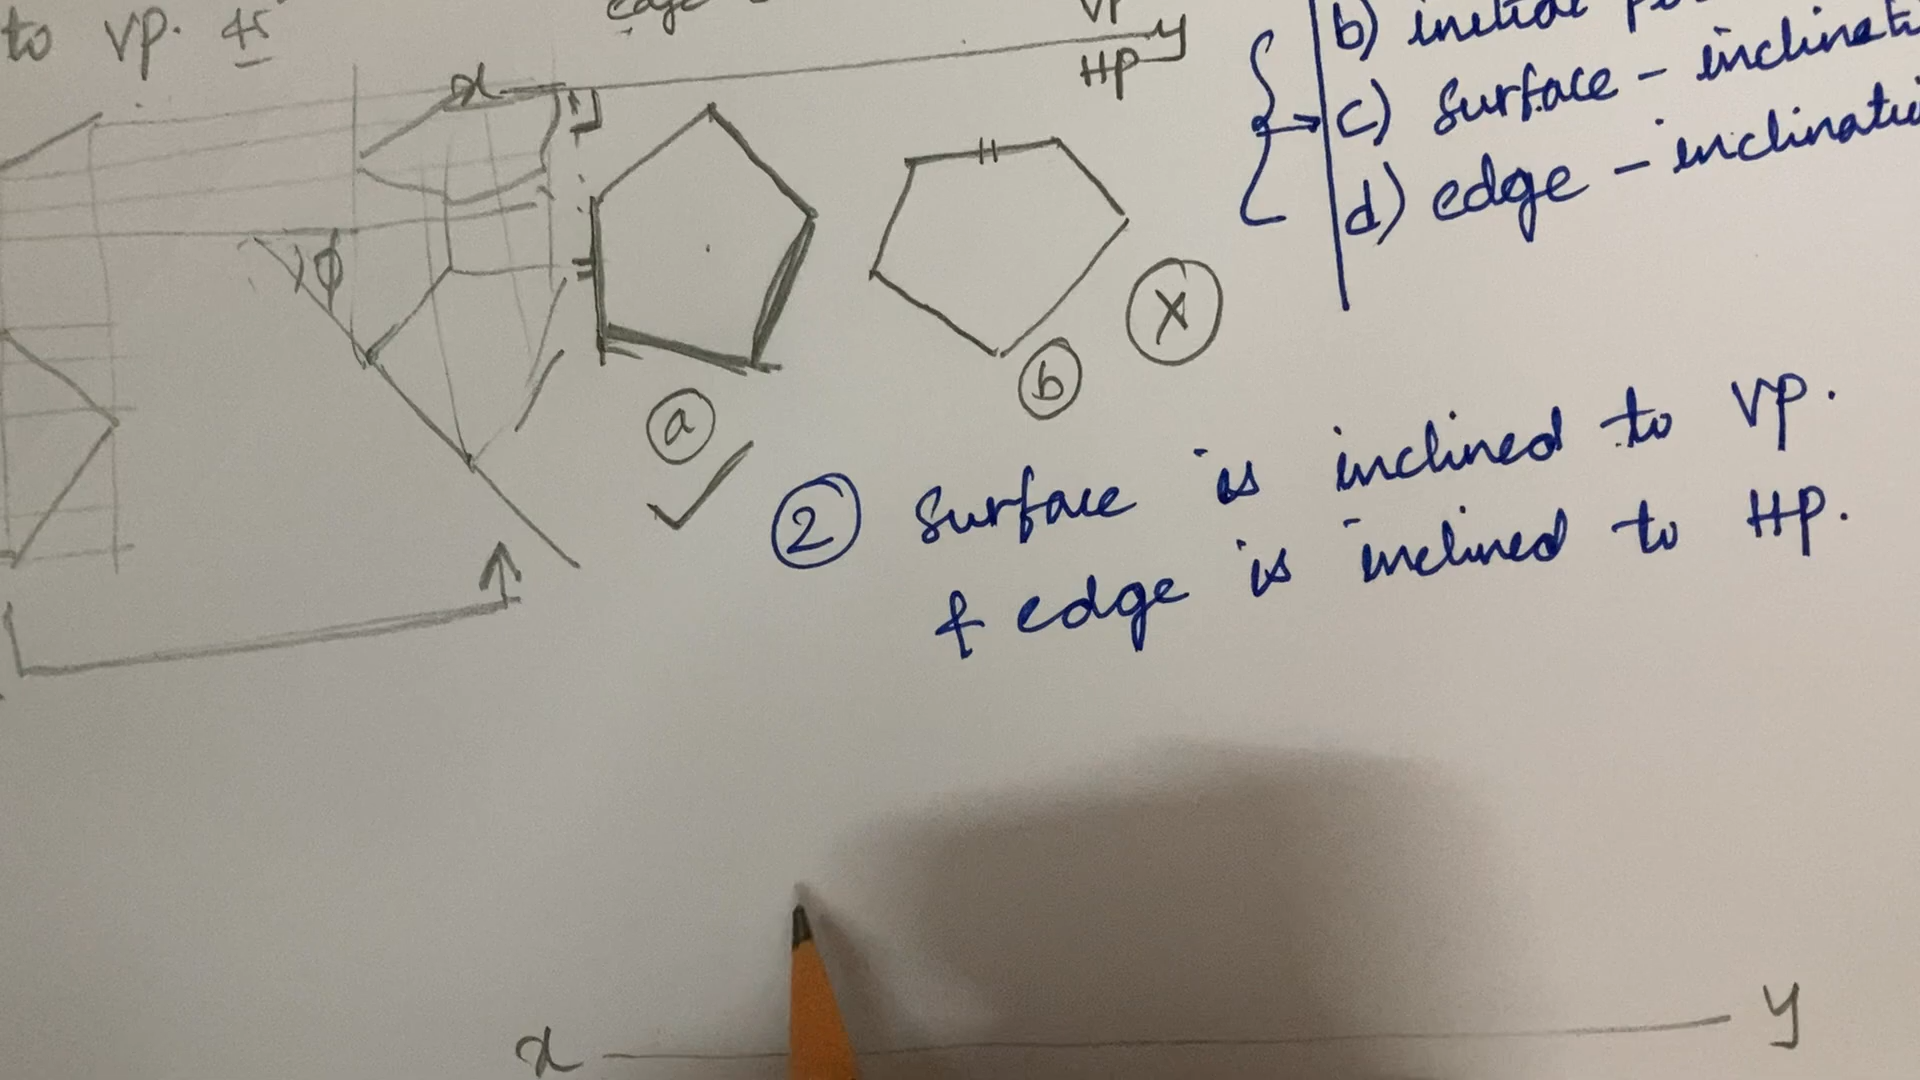 to VP. 45
edge
VP
x y
HP
b) initial
c) Surface - inclinati
d) edge - inclinati
φ
a
b
X
② Surface is inclined to VP.
& edge is inclined to HP.
x y